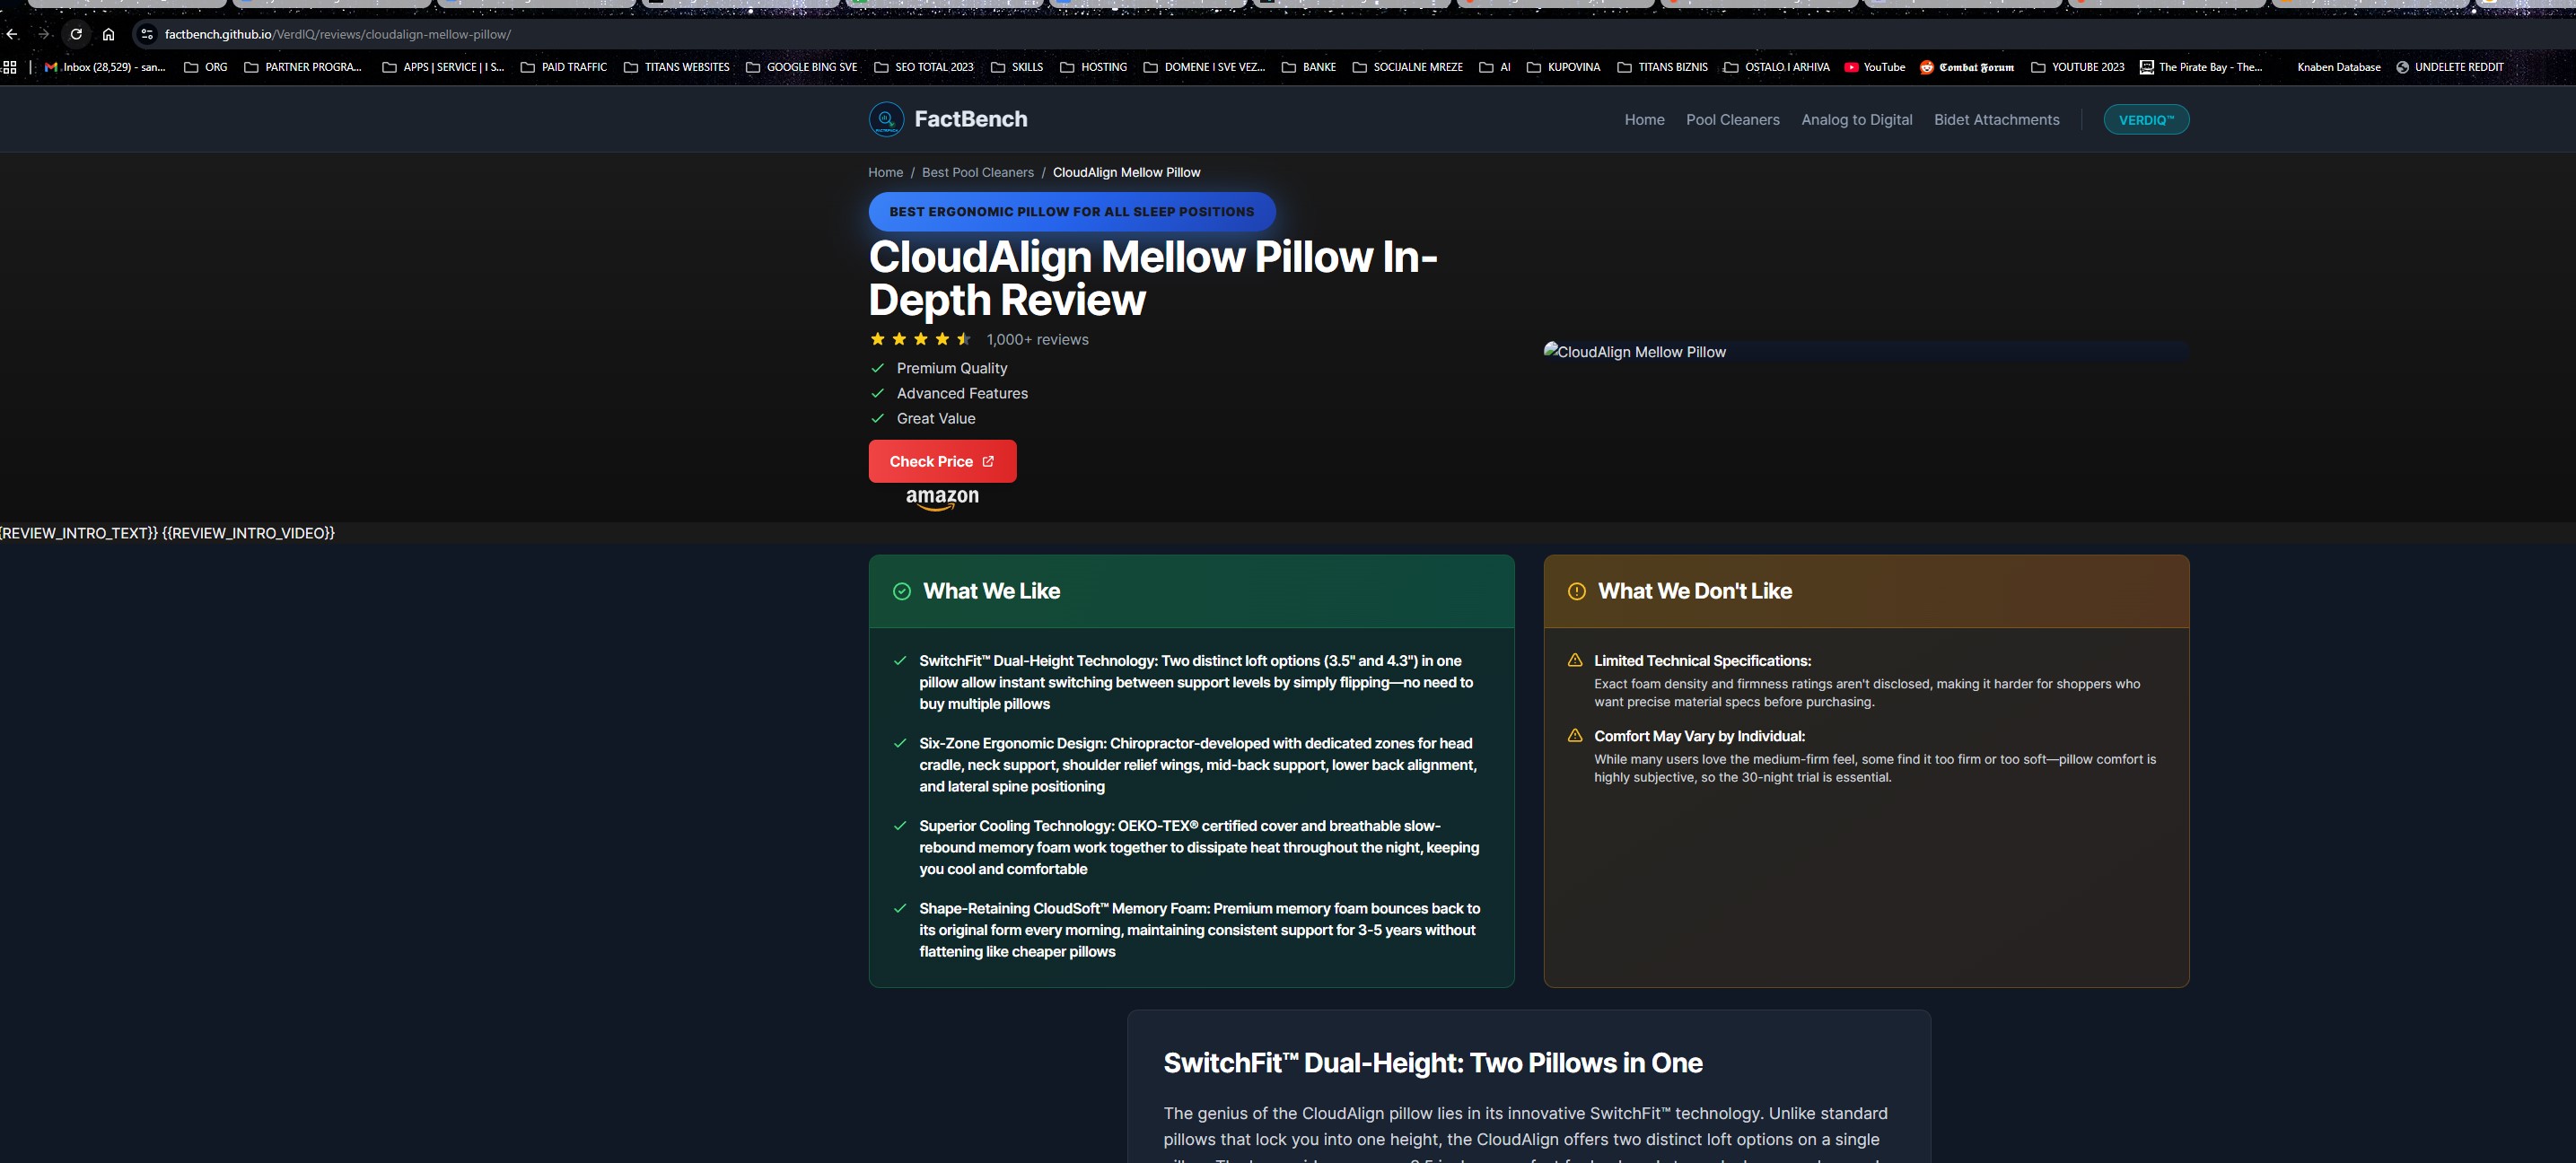 factbench.github.io/VerdIQ/reviews/cloudalign-mellow-pillow/
Inbox (28,529) - san...
ORG
PARTNER PROGRA...
APPS | SERVICE | I S...
PAID TRAFFIC
TITANS WEBSITES
GOOGLE BING SVE
SEO TOTAL 2023
SKILLS
HOSTING
DOMENE I SVE VEZ...
BANKE
SOCIJALNE MREZE
AI
KUPOVINA
TITANS BIZNIS
OSTALO I ARHIVA
YouTube
Combat Forum
YOUTUBE 2023
The Pirate Bay - The...
Knaben Database
UNDELETE REDDIT
FactBench
Home
Pool Cleaners
Analog to Digital
Bidet Attachments
VERDIQ™
Home / Best Pool Cleaners / CloudAlign Mellow Pillow
BEST ERGONOMIC PILLOW FOR ALL SLEEP POSITIONS
CloudAlign Mellow Pillow In-
Depth Review
1,000+ reviews
Premium Quality
Advanced Features
Great Value
Check Price
amazon
CloudAlign Mellow Pillow
{REVIEW_INTRO_TEXT}} {{REVIEW_INTRO_VIDEO}}
What We Like
SwitchFit™ Dual-Height Technology: Two distinct loft options (3.5" and 4.3") in one
pillow allow instant switching between support levels by simply flipping—no need to
buy multiple pillows
Six-Zone Ergonomic Design: Chiropractor-developed with dedicated zones for head
cradle, neck support, shoulder relief wings, mid-back support, lower back alignment,
and lateral spine positioning
Superior Cooling Technology: OEKO-TEX® certified cover and breathable slow-
rebound memory foam work together to dissipate heat throughout the night, keeping
you cool and comfortable
Shape-Retaining CloudSoft™ Memory Foam: Premium memory foam bounces back to
its original form every morning, maintaining consistent support for 3-5 years without
flattening like cheaper pillows
What We Don't Like
Limited Technical Specifications:
Exact foam density and firmness ratings aren't disclosed, making it harder for shoppers who
want precise material specs before purchasing.
Comfort May Vary by Individual:
While many users love the medium-firm feel, some find it too firm or too soft—pillow comfort is
highly subjective, so the 30-night trial is essential.
SwitchFit™ Dual-Height: Two Pillows in One
The genius of the CloudAlign pillow lies in its innovative SwitchFit™ technology. Unlike standard
pillows that lock you into one height, the CloudAlign offers two distinct loft options on a single